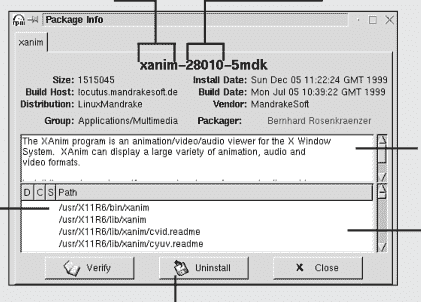 rpm Package Info
xanim
xanim-28010-5mdk
Size: 1515045 Install Date: Sun Dec 05 11:22:24 GMT 1999
Build Host: locutus.mandrakesoft.de Build Date: Mon Jul 05 10:39:22 GMT 1999
Distribution: LinuxMandrake Vendor: MandrakeSoft
Group: Applications/Multimedia Packager: Bernhard Rosenkraenzer
The XAnim program is an animation/video/audio viewer for the X Window
System. XAnim can display a large variety of animation, audio and
video formats.
D C S Path
/usr/X11R6/bin/xanim
/usr/X11R6/lib/xanim
/usr/X11R6/lib/xanim/cvid.readme
/usr/X11R6/lib/xanim/cyuv.readme
Verify Uninstall X Close